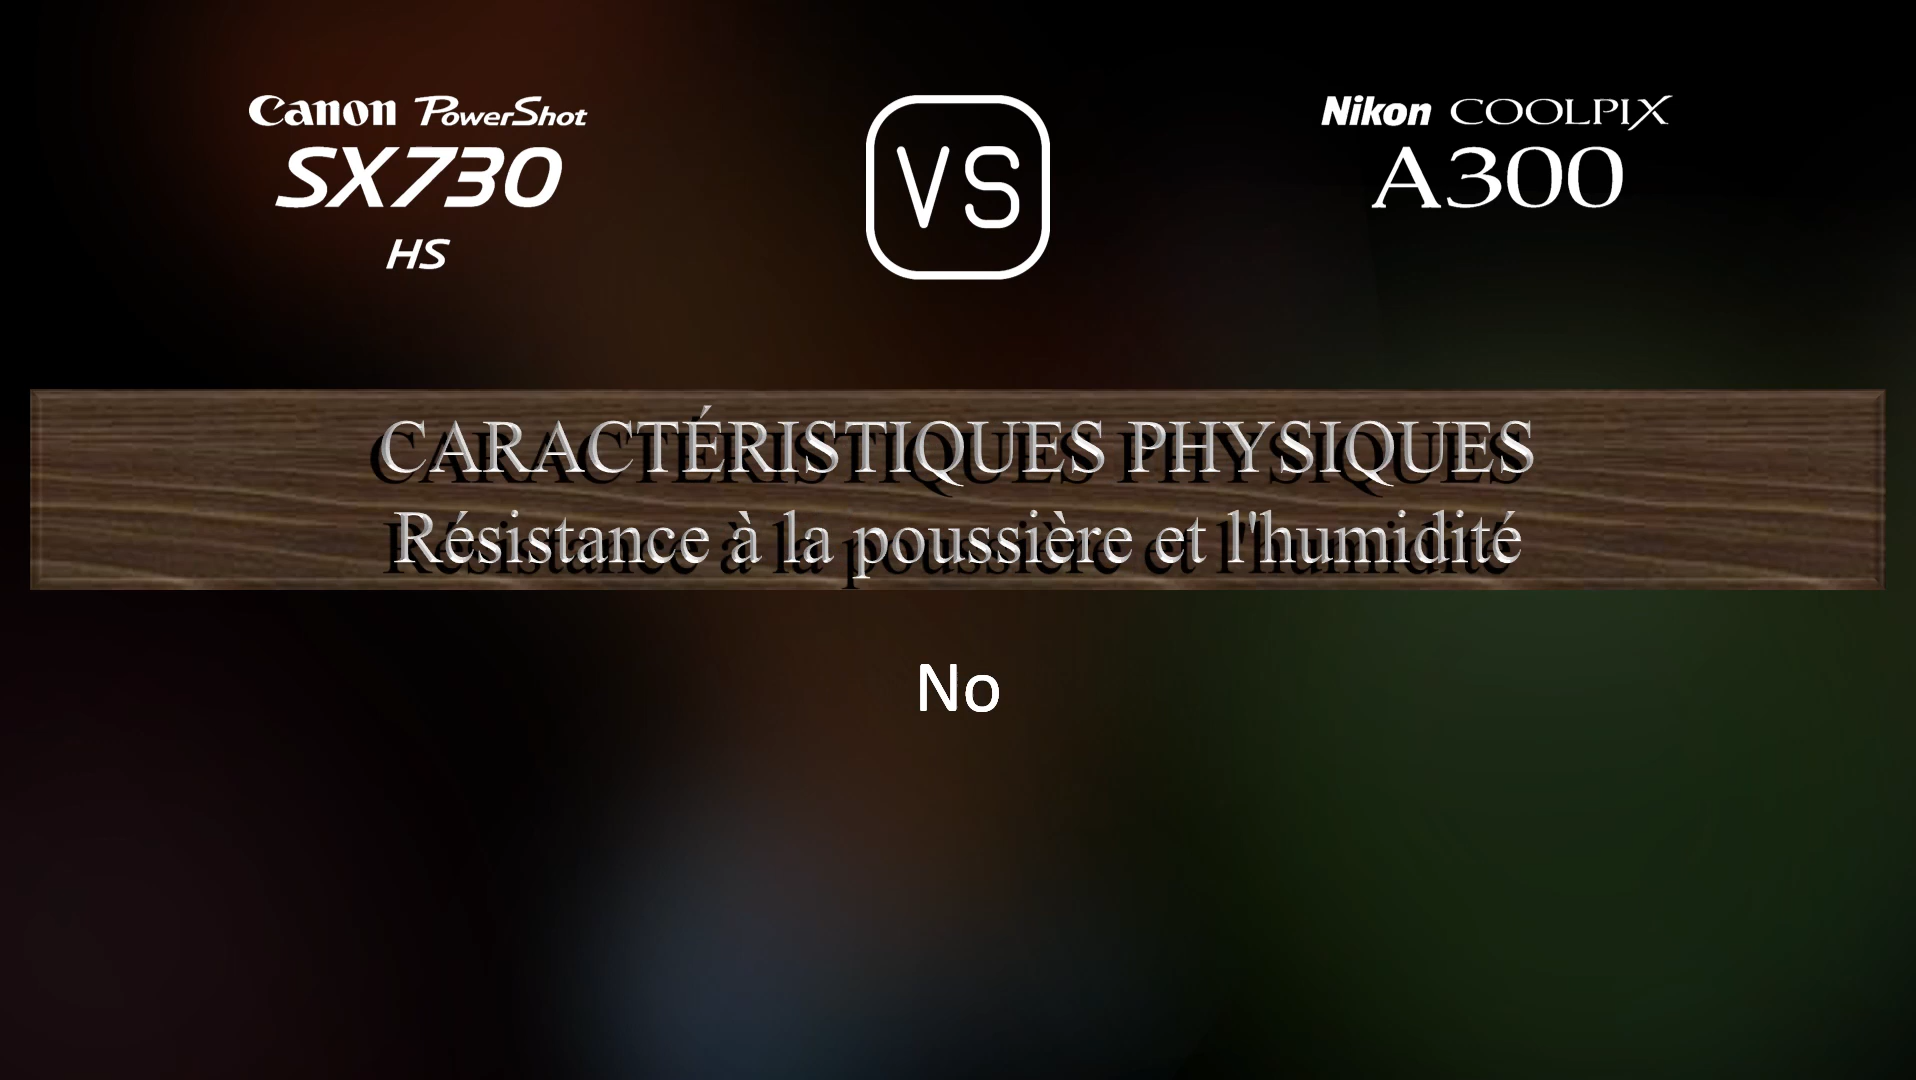 Canon PowerShot
SX730
HS
VS
Nikon COOLPIX
A300
CARACTÉRISTIQUES PHYSIQUES
Résistance à la poussière et l'humidité
No